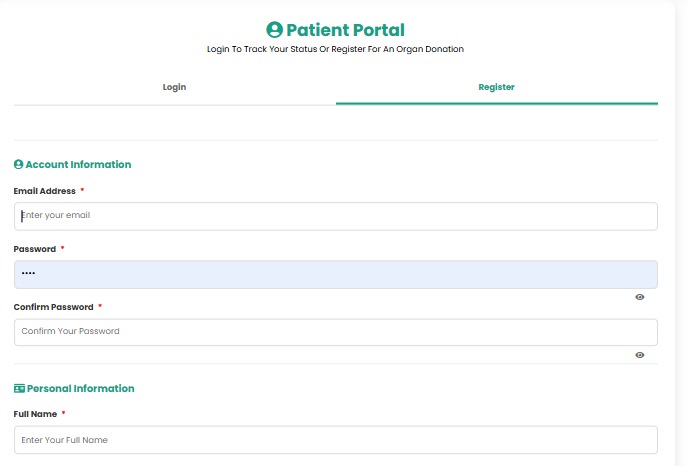 Patient Portal
Login To Track Your Status Or Register For An Organ Donation
Login
Register
Account Information
Email Address *
Enter your email
Password *
••••
Confirm Password *
Confirm Your Password
Personal Information
Full Name *
Enter Your Full Name